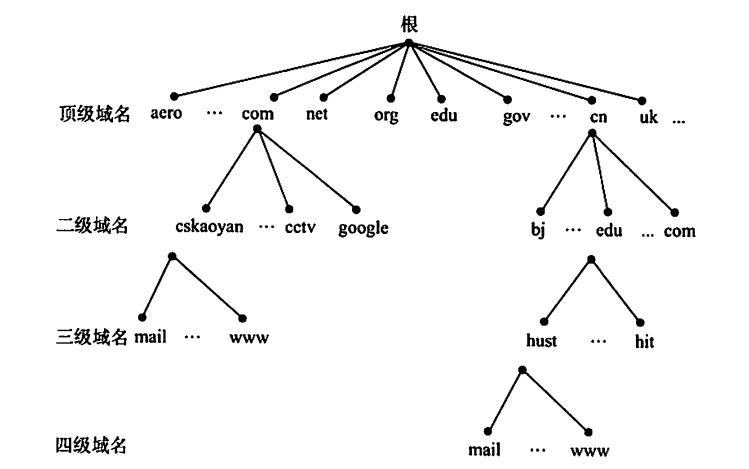 根
顶级域名 aero … com net org edu gov … cn uk ...
二级域名 cskaoyan … cctv google bj … edu ... com
三级域名 mail … www hust … hit
四级域名 mail … www